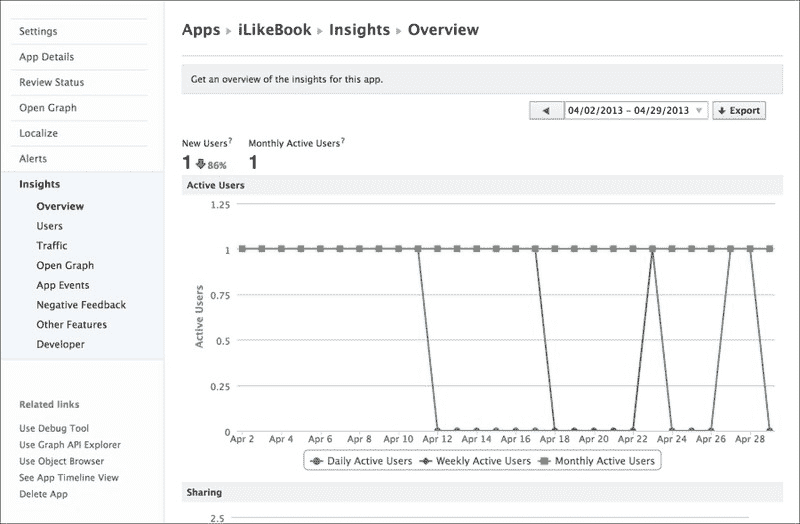 Settings
App Details
Review Status
Open Graph
Localize
Alerts
Insights
Overview
Users
Traffic
Open Graph
App Events
Negative Feedback
Other Features
Developer
Related links
Use Debug Tool
Use Graph API Explorer
Use Object Browser
See App Timeline View
Delete App
Apps ▸ iLikeBook ▸ Insights ▸ Overview
Get an overview of the insights for this app.
04/02/2013 - 04/29/2013 Export
New Users? Monthly Active Users?
1 86% 1
Active Users
1.25
1
0.75
0.5
0.25
0
Active Users
Apr 2 Apr 4 Apr 6 Apr 8 Apr 10 Apr 12 Apr 14 Apr 16 Apr 18 Apr 20 Apr 22 Apr 24 Apr 26 Apr 28
Daily Active Users Weekly Active Users Monthly Active Users
Sharing
2.5